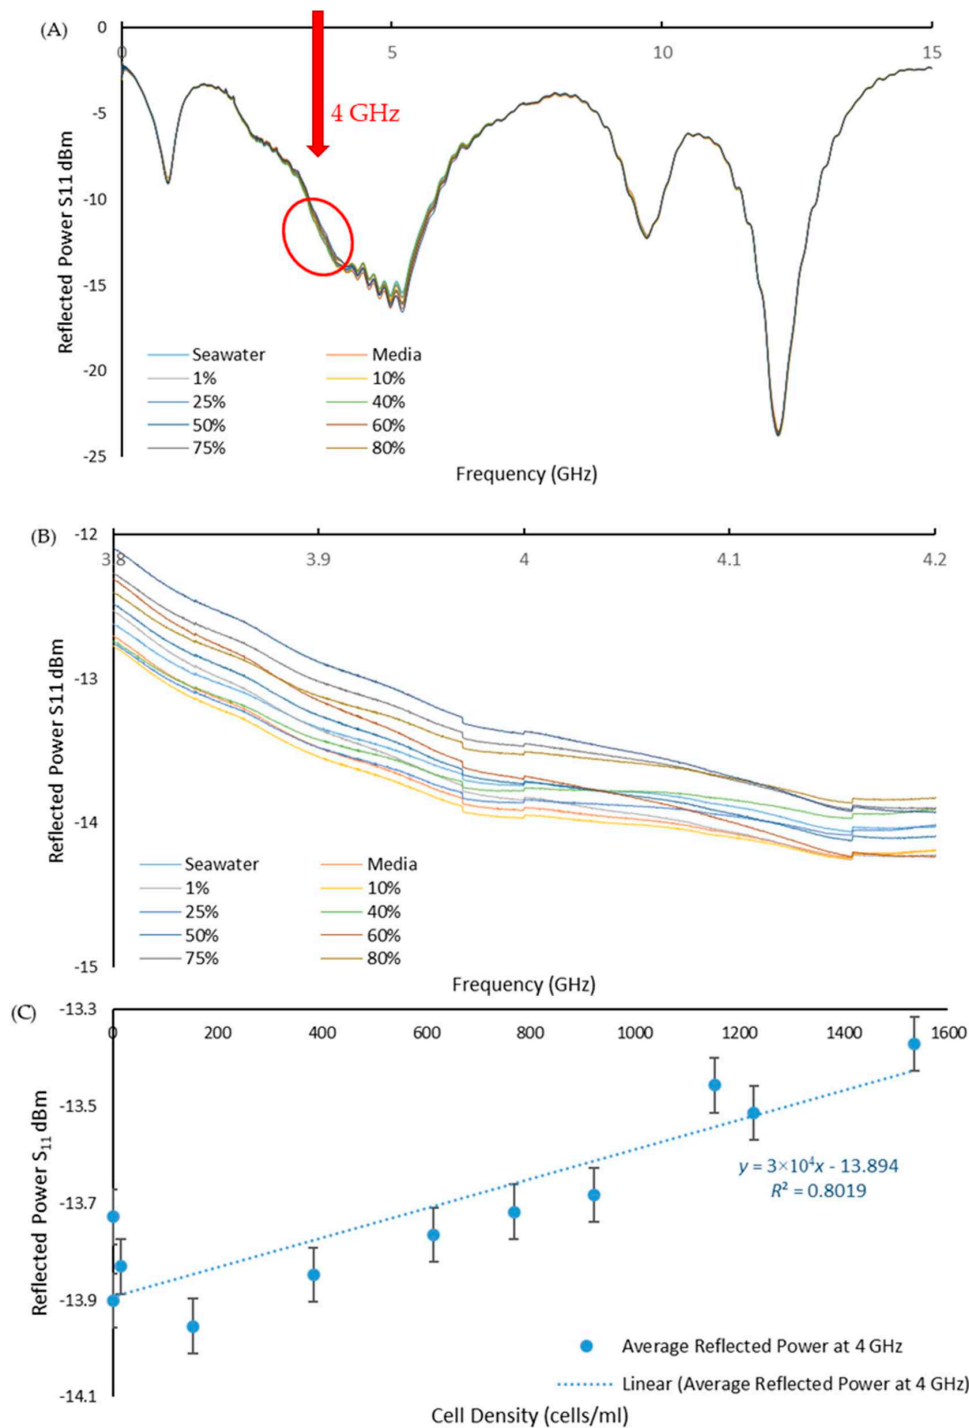 (A)
0
0
5
10
15
4 GHz
-5
-10
-15
-20
-25
Reflected Power S11 dBm
Seawater
Media
1%
10%
25%
40%
50%
60%
75%
80%
Frequency (GHz)
(B)
-12
3.8
3.9
4
4.1
4.2
-13
-14
-15
Reflected Power S11 dBm
Seawater
Media
1%
10%
25%
40%
50%
60%
75%
80%
Frequency (GHz)
(C)
-13.3
0
200
400
600
800
1000
1200
1400
1600
-13.5
-13.7
-13.9
-14.1
Reflected Power S11 dBm
y = 3×10⁴x - 13.894
R² = 0.8019
Average Reflected Power at 4 GHz
Linear (Average Reflected Power at 4 GHz)
Cell Density (cells/ml)